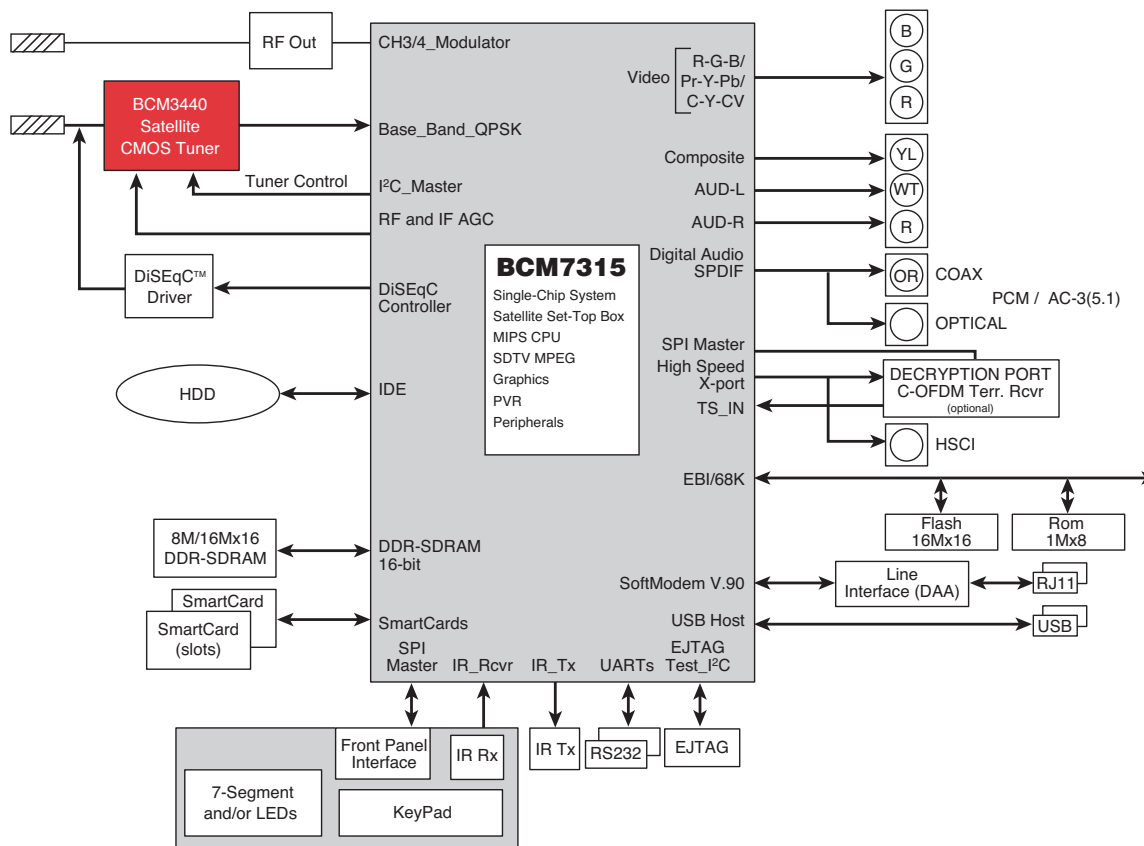 RF Out
CH3/4_Modulator
BCM3440
Satellite
CMOS Tuner
Base_Band_QPSK
Tuner Control
I²C_Master
RF and IF AGC
DiSEqC™
Driver
DiSEqC
Controller
HDD
IDE
8M/16Mx16
DDR-SDRAM
DDR-SDRAM
16-bit
SmartCard
SmartCard
(slots)
SmartCards
BCM7315
Single-Chip System
Satellite Set-Top Box
MIPS CPU
SDTV MPEG
Graphics
PVR
Peripherals
Video
R-G-B/
Pr-Y-Pb/
C-Y-CV
B
G
R
Composite
YL
AUD-L
WT
AUD-R
R
Digital Audio
SPDIF
OR
COAX
PCM / AC-3(5.1)
OPTICAL
SPI Master
High Speed
X-port
TS_IN
DECRYPTION PORT
C-OFDM Terr. Rcvr
(optional)
HSCI
EBI/68K
Flash
16Mx16
Rom
1Mx8
SoftModem V.90
Line
Interface (DAA)
RJ11
USB Host
USB
SPI
Master
IR_Rcvr
IR_Tx
UARTs
EJTAG
Test_I²C
Front Panel
Interface
IR Rx
IR Tx
RS232
EJTAG
7-Segment
and/or LEDs
KeyPad